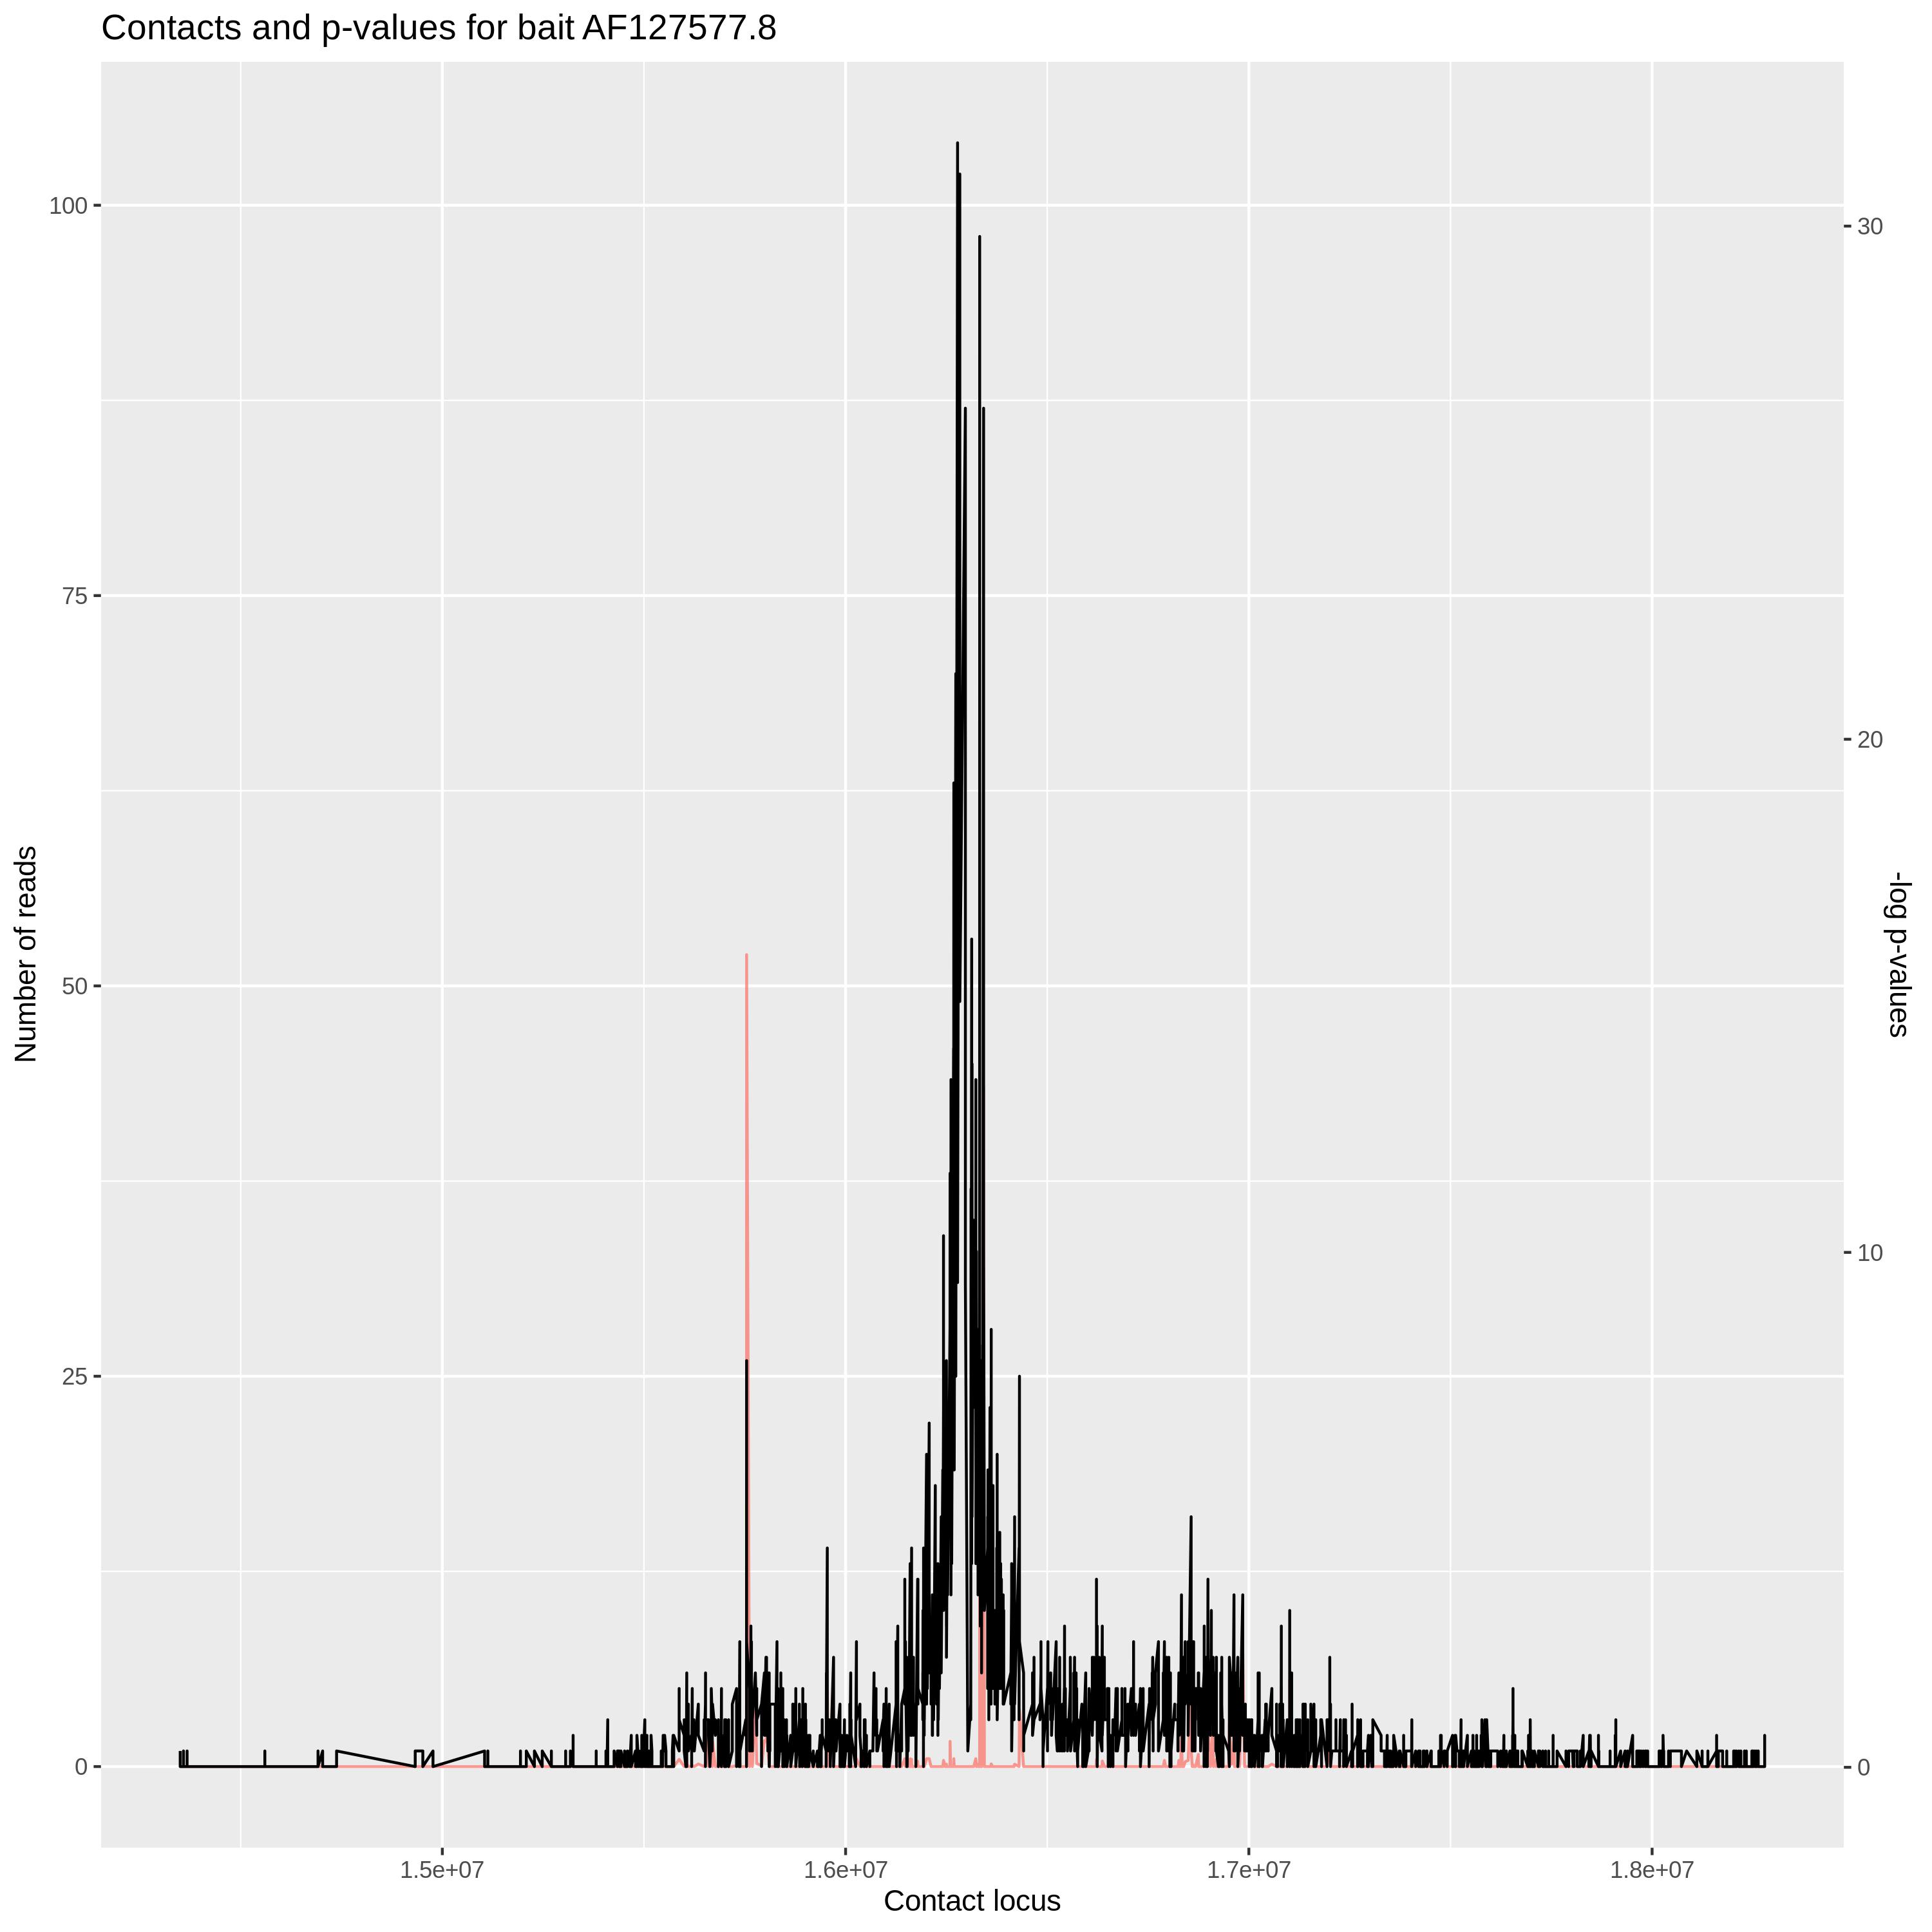 Contacts and p-values for bait AF127577.8
100
75
50
25
0
Number of reads
30
20
10
0
-log p-values
1.5e+07
1.6e+07
1.7e+07
1.8e+07
Contact locus